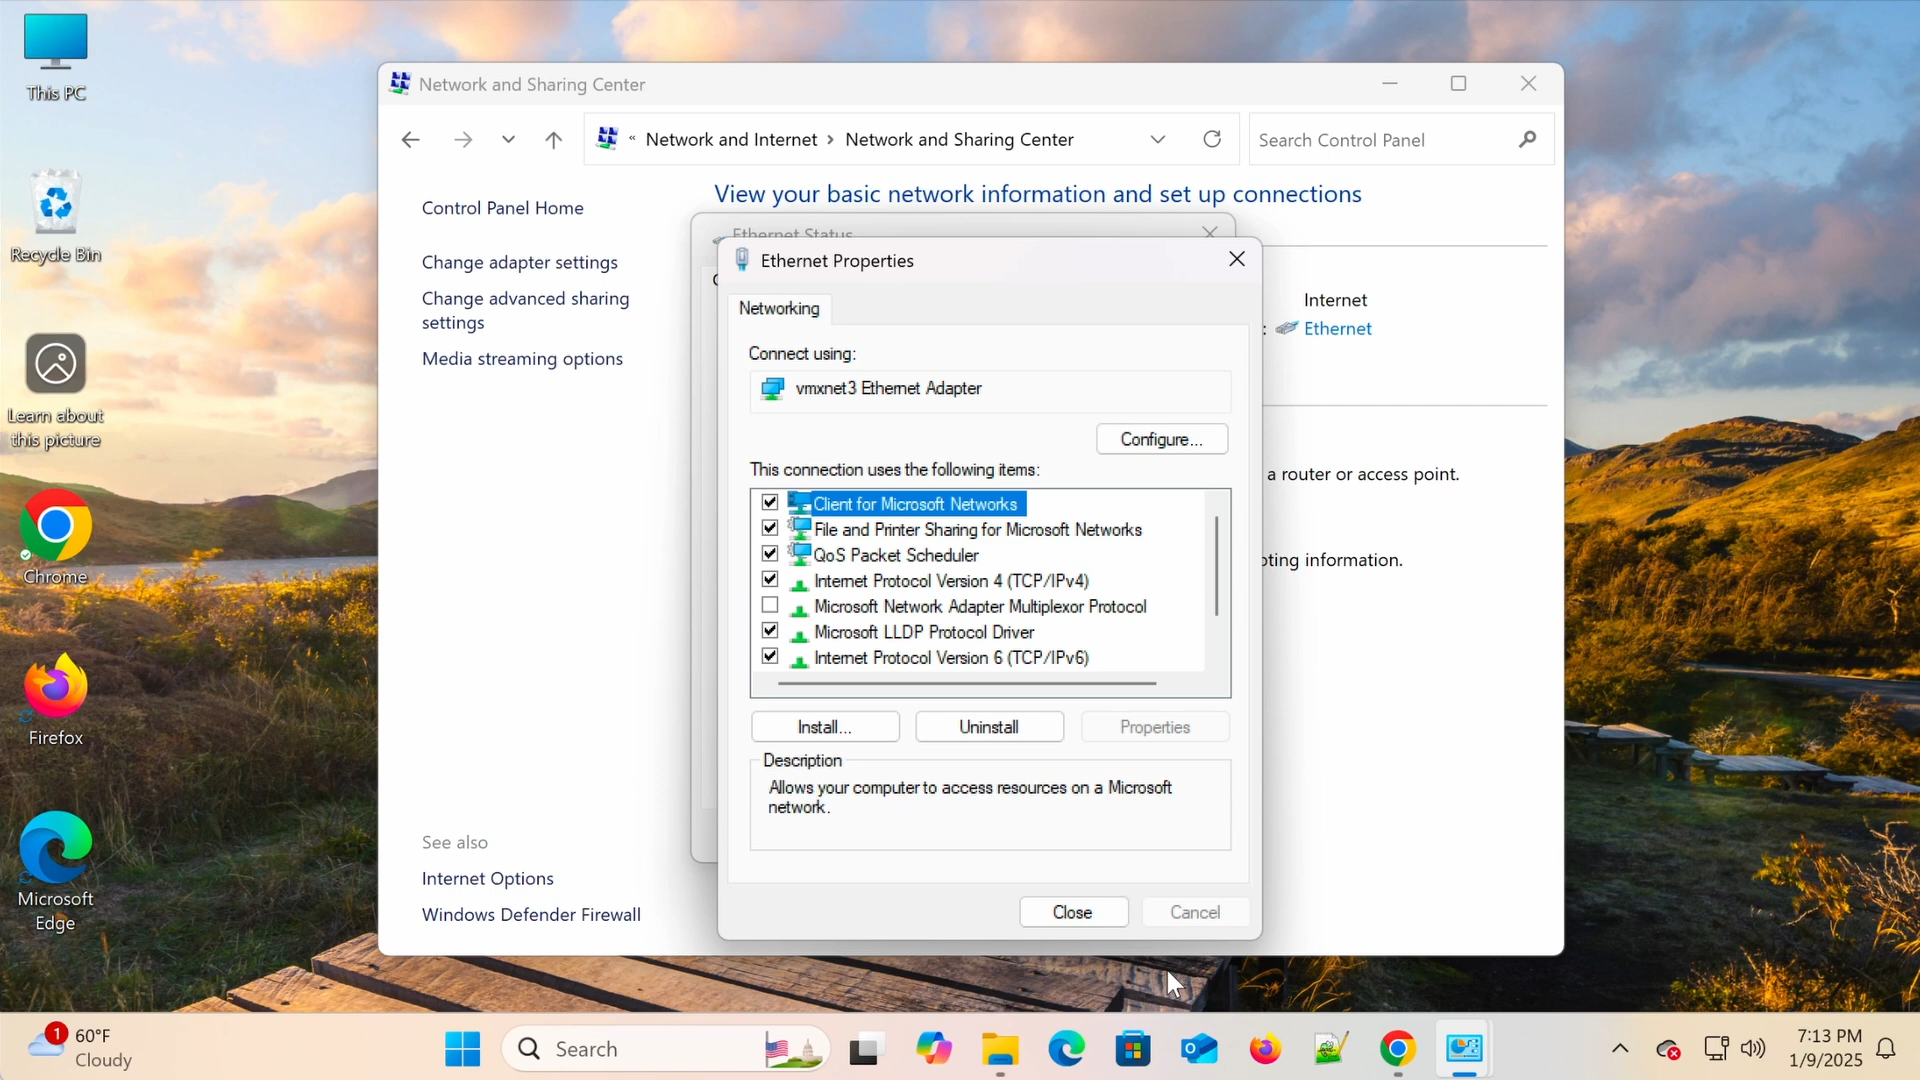 This PC
Recycle Bin
Learn about
this picture
Chrome
Firefox
Microsoft
Edge
Network and Sharing Center
« Network and Internet › Network and Sharing Center
Search Control Panel
Control Panel Home
Change adapter settings
Change advanced sharing
settings
Media streaming options
See also
Internet Options
Windows Defender Firewall
View your basic network information and set up connections
Internet
: Ethernet
a router or access point.
oting information.
Ethernet Status
Ethernet Properties
Networking
Connect using:
vmxnet3 Ethernet Adapter
Configure...
This connection uses the following items:
Client for Microsoft Networks
File and Printer Sharing for Microsoft Networks
QoS Packet Scheduler
Internet Protocol Version 4 (TCP/IPv4)
Microsoft Network Adapter Multiplexor Protocol
Microsoft LLDP Protocol Driver
Internet Protocol Version 6 (TCP/IPv6)
Install...
Uninstall
Properties
Description
Allows your computer to access resources on a Microsoft
network.
Close
Cancel
1
60°F
Cloudy
Search
7:13 PM
1/9/2025